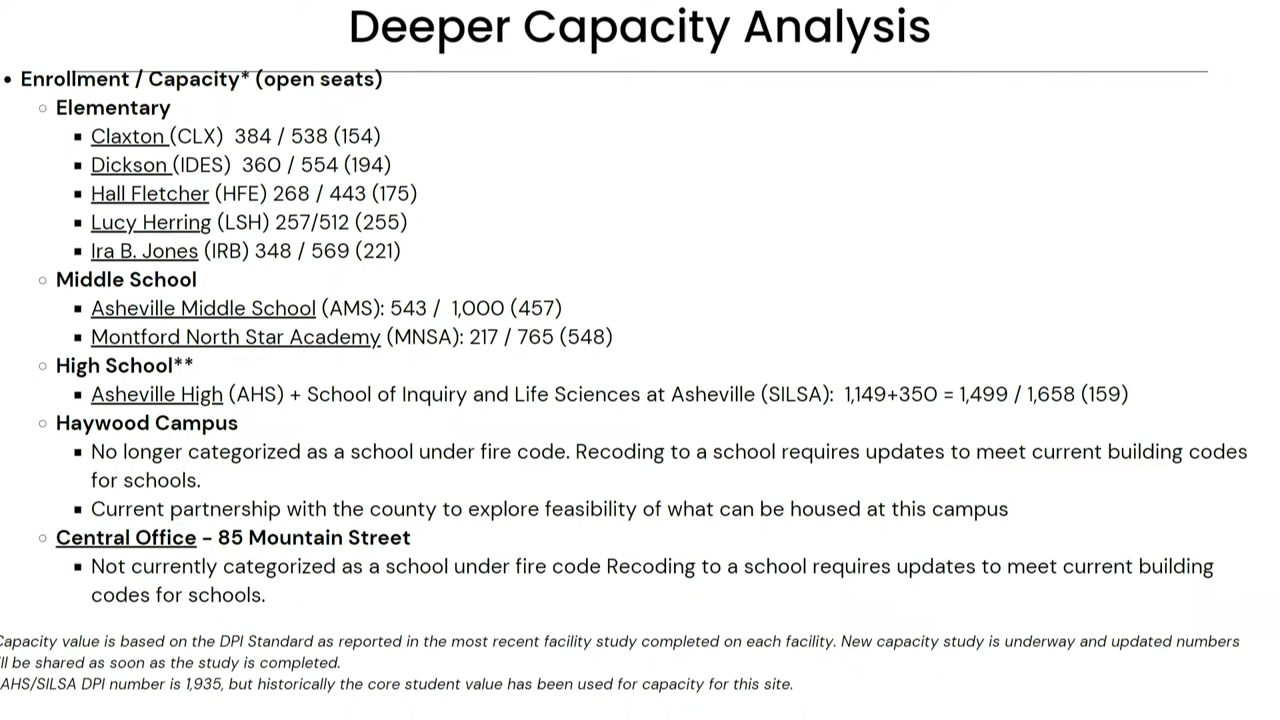 Deeper Capacity Analysis
• Enrollment / Capacity* (open seats)
○ Elementary
▪ Claxton (CLX) 384 / 538 (154)
▪ Dickson (IDES) 360 / 554 (194)
▪ Hall Fletcher (HFE) 268 / 443 (175)
▪ Lucy Herring (LSH) 257/512 (255)
▪ Ira B. Jones (IRB) 348 / 569 (221)
○ Middle School
▪ Asheville Middle School (AMS): 543 / 1,000 (457)
▪ Montford North Star Academy (MNSA): 217 / 765 (548)
○ High School**
▪ Asheville High (AHS) + School of Inquiry and Life Sciences at Asheville (SILSA): 1,149+350 = 1,499 / 1,658 (159)
○ Haywood Campus
▪ No longer categorized as a school under fire code. Recoding to a school requires updates to meet current building codes
for schools.
▪ Current partnership with the county to explore feasibility of what can be housed at this campus
○ Central Office – 85 Mountain Street
▪ Not currently categorized as a school under fire code Recoding to a school requires updates to meet current building
codes for schools.
Capacity value is based on the DPI Standard as reported in the most recent facility study completed on each facility. New capacity study is underway and updated numbers
ll be shared as soon as the study is completed.
AHS/SILSA DPI number is 1,935, but historically the core student value has been used for capacity for this site.